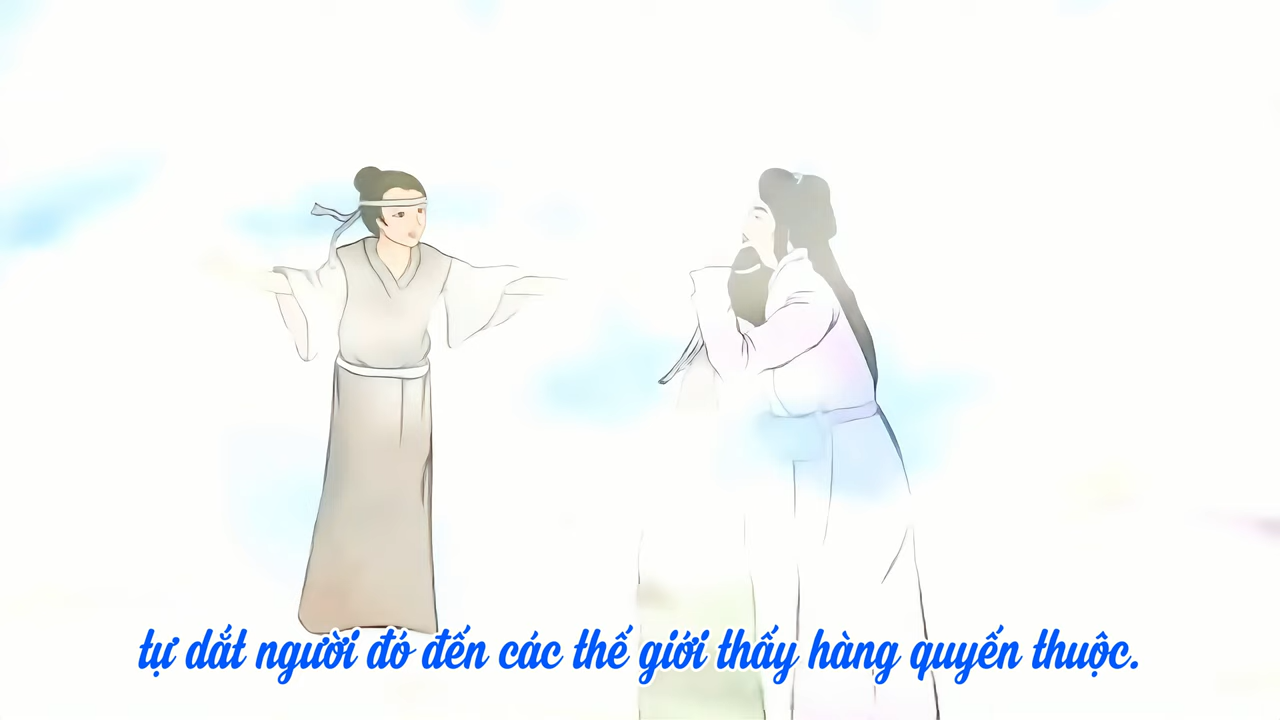 tự dắt người đó đến các thế giới thấy hàng quyến thuộc.